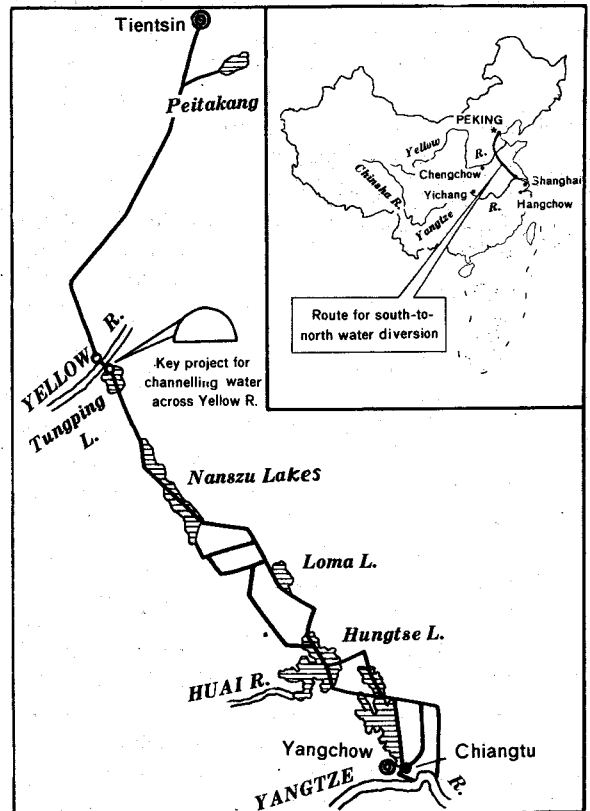 Tientsin
Peitakang
PEKING
Yellow
R.
Chengchow
Chinsha R.
Yichang
Yangtze
R.
Shanghai
Hangchow
Route for south-to-
north water diversion
YELLOW R.
Key project for
channelling water
across Yellow R.
Tungping
L.
Nanszu Lakes
Loma L.
Hungtse L.
HUAI R.
Yangchow
Chiangtu
YANGTZE R.